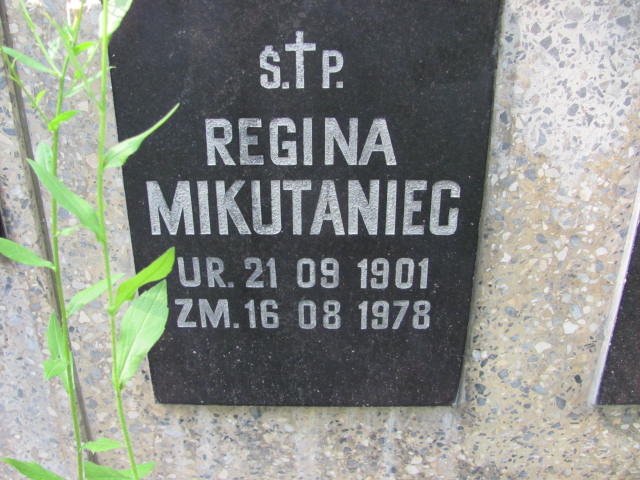 Ś.†P.
REGINA
MIKUTANIEC
UR. 21 09 1901
ZM. 16 08 1978